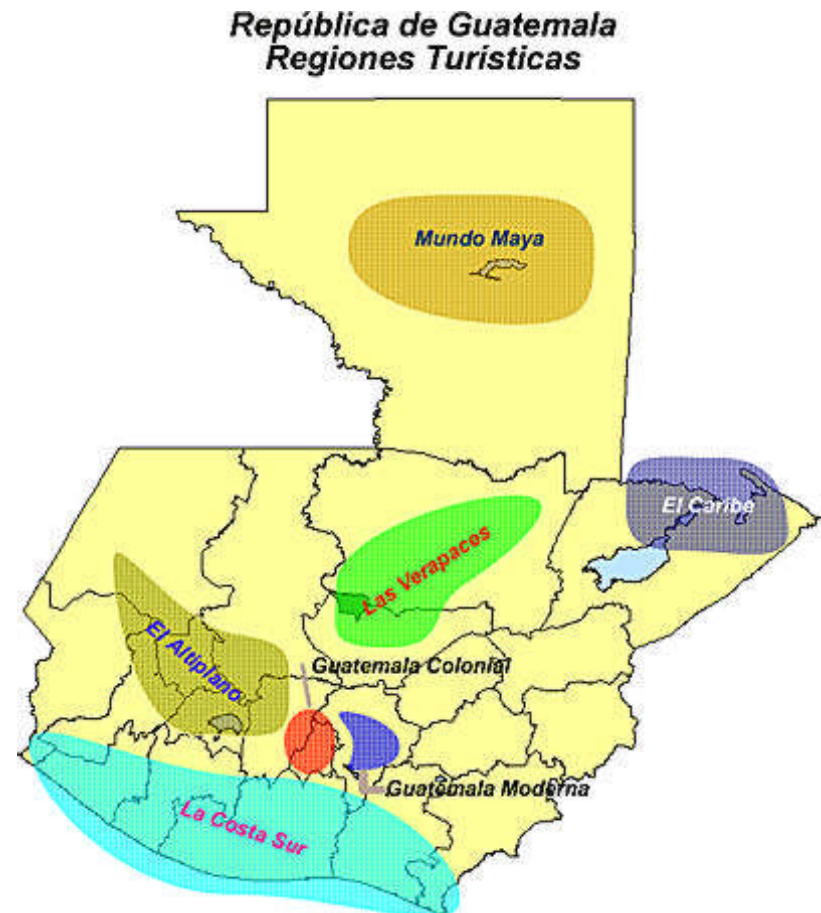 República de Guatemala
Regiones Turísticas
Mundo Maya
El Caribe
Las Verapaces
El Altiplano
Guatemala Colonial
Guatemala Moderna
La Costa Sur